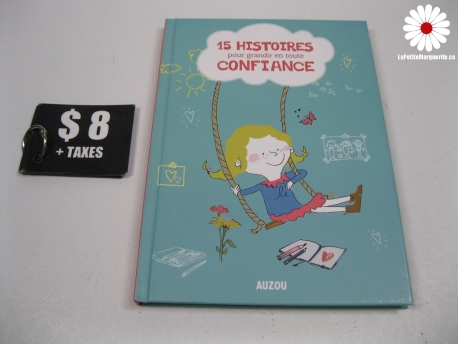 15 HISTOIRES
pour grandir en toute
CONFIANCE
$8
+ TAXES
AUZOU
LaPetiteMarguerite.ca